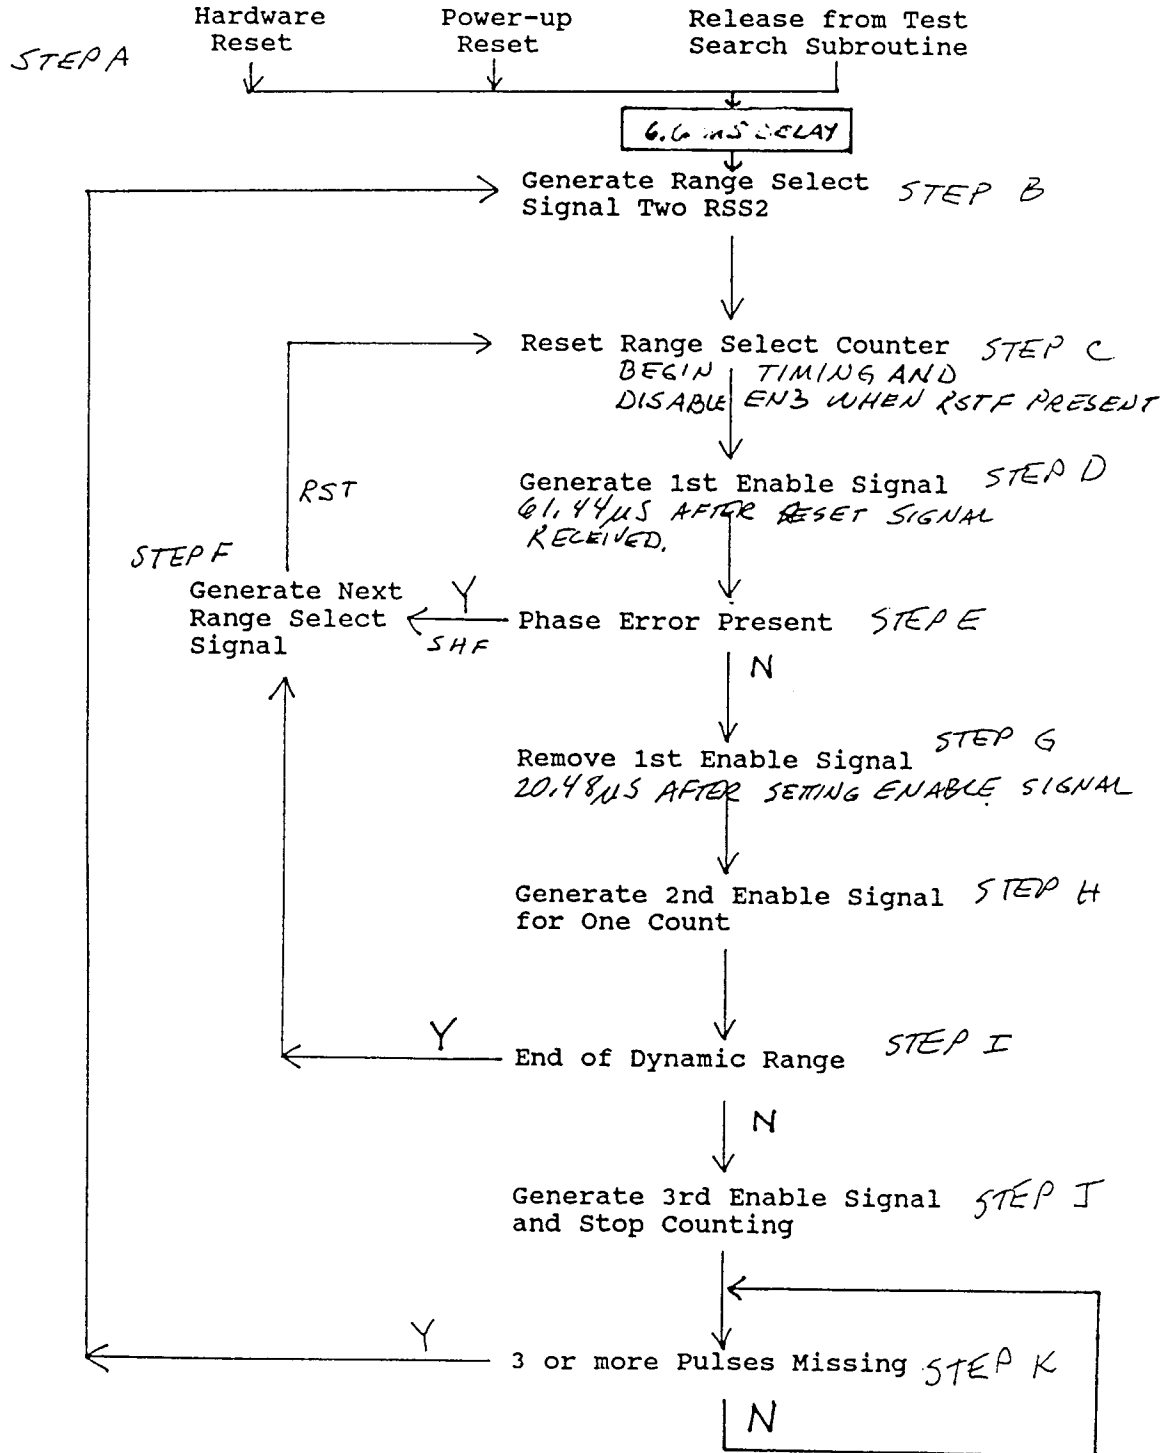 Hardware Reset
Power-up Reset
Release from Test
Search Subroutine
STEP A
6.6 MS DELAY
Generate Range Select
Signal Two RSS2
STEP B
Reset Range Select Counter STEP C
BEGIN TIMING AND
DISABLE EN3 WHEN RSTF PRESENT
RST
Generate 1st Enable Signal STEP D
61.44µS AFTER RESET SIGNAL
RECEIVED.
STEP F
Generate Next
Range Select
Signal
Y
SHF
Phase Error Present STEP E
N
Remove 1st Enable Signal STEP G
20.48µS AFTER SETING ENABLE SIGNAL
Generate 2nd Enable Signal STEP H
for One Count
Y
End of Dynamic Range STEP I
N
Generate 3rd Enable Signal STEP J
and Stop Counting
Y
3 or more Pulses Missing STEP K
N